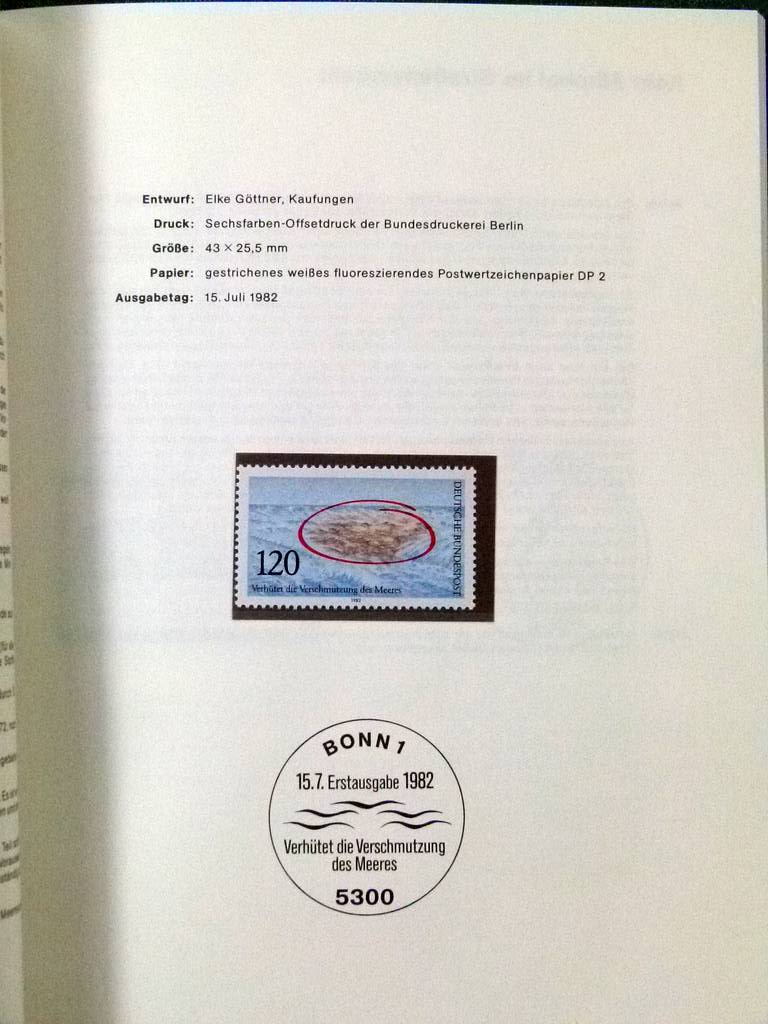 Entwurf: Elke Göttner, Kaufungen
Druck: Sechsfarben-Offsetdruck der Bundesdruckerei Berlin
Größe: 43 × 25,5 mm
Papier: gestrichenes weißes fluoreszierendes Postwertzeichenpapier DP 2
Ausgabetag: 15. Juli 1982
DEUTSCHE BUNDESPOST
120
Verhütet die Verschmutzung des Meeres
1982
BONN 1
15.7. Erstausgabe 1982
Verhütet die Verschmutzung
des Meeres
5300